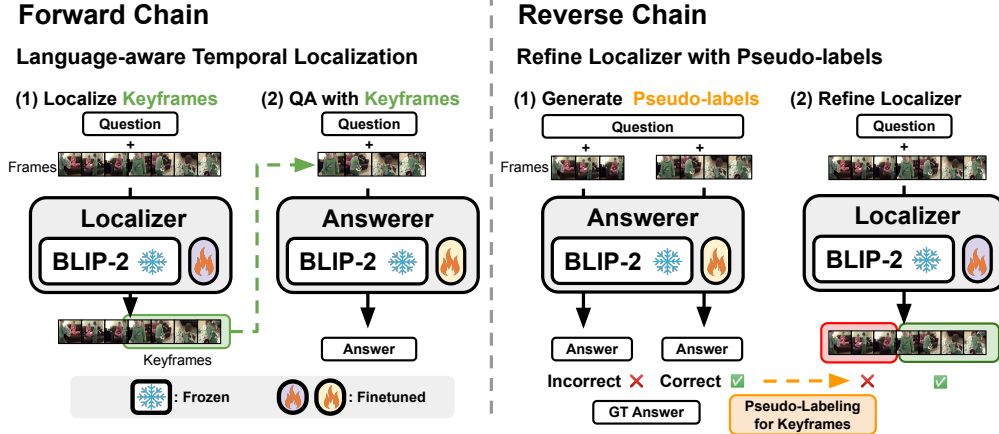 Forward Chain
Language-aware Temporal Localization
(1) Localize Keyframes
Question
+
Frames
Localizer
BLIP-2
Keyframes
(2) QA with Keyframes
Question
+
Answerer
BLIP-2
Answer
: Frozen
: Finetuned
Reverse Chain
Refine Localizer with Pseudo-labels
(1) Generate Pseudo-labels
Question
+ +
Frames
Answerer
BLIP-2
Answer Answer
Incorrect Correct
GT Answer
Pseudo-Labeling
for Keyframes
(2) Refine Localizer
Question
+
Localizer
BLIP-2